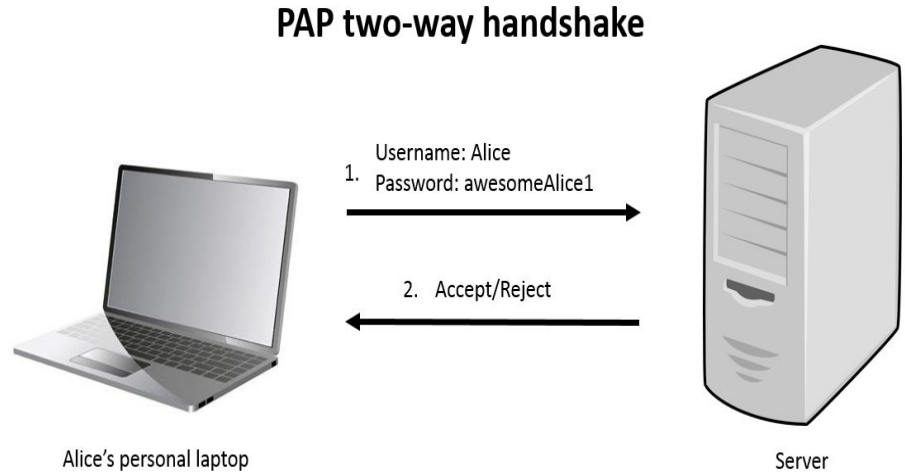 PAP two-way handshake
1.
Username: Alice
Password: awesomeAlice1
2. Accept/Reject
Alice’s personal laptop
Server